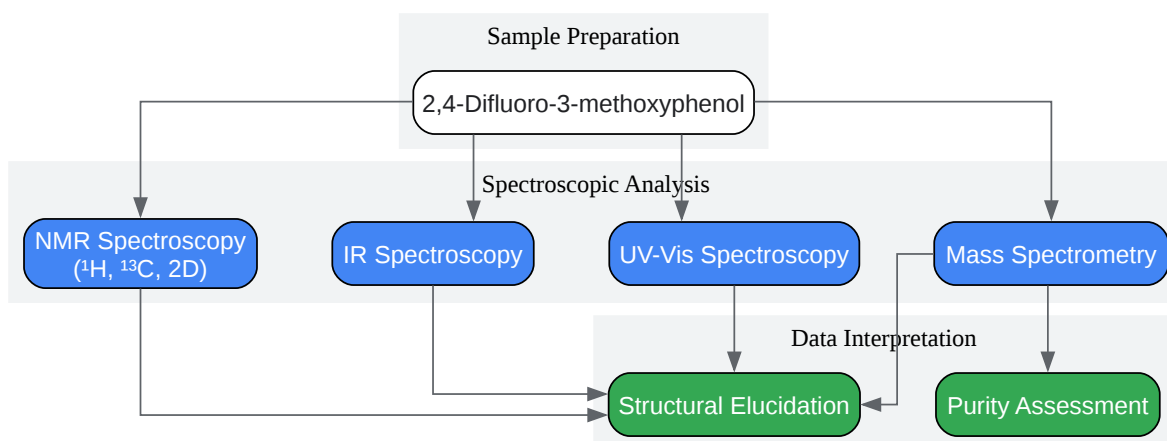 Sample Preparation
2,4-Difluoro-3-methoxyphenol
Spectroscopic Analysis
NMR Spectroscopy
(¹H, ¹³C, 2D)
IR Spectroscopy
UV-Vis Spectroscopy
Mass Spectrometry
Data Interpretation
Structural Elucidation
Purity Assessment